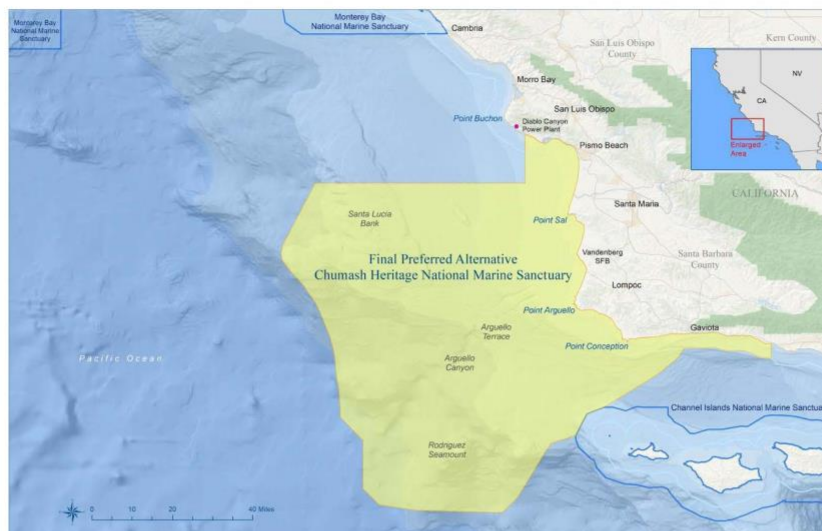 Monterey Bay
National Marine
Sanctuary
Monterey Bay
National Marine Sanctuary
Cambria
San Luis Obispo
County
Kern County
NV
CA
Enlarged
Area
Morro Bay
San Luis Obispo
Point Buchon
Diablo Canyon
Power Plant
Pismo Beach
CALIFORNIA
Santa Lucia
Bank
Point Sal
Santa Maria
Final Preferred Alternative
Chumash Heritage National Marine Sanctuary
Vandenberg
SFB
Santa Barbara
County
Lompoc
Point Arguello
Arguello
Terrace
Gaviota
Point Conception
Pacific Ocean
Arguello
Canyon
Channel Islands National Marine Sanctua
Rodriguez
Seamount
0 20 40 Miles